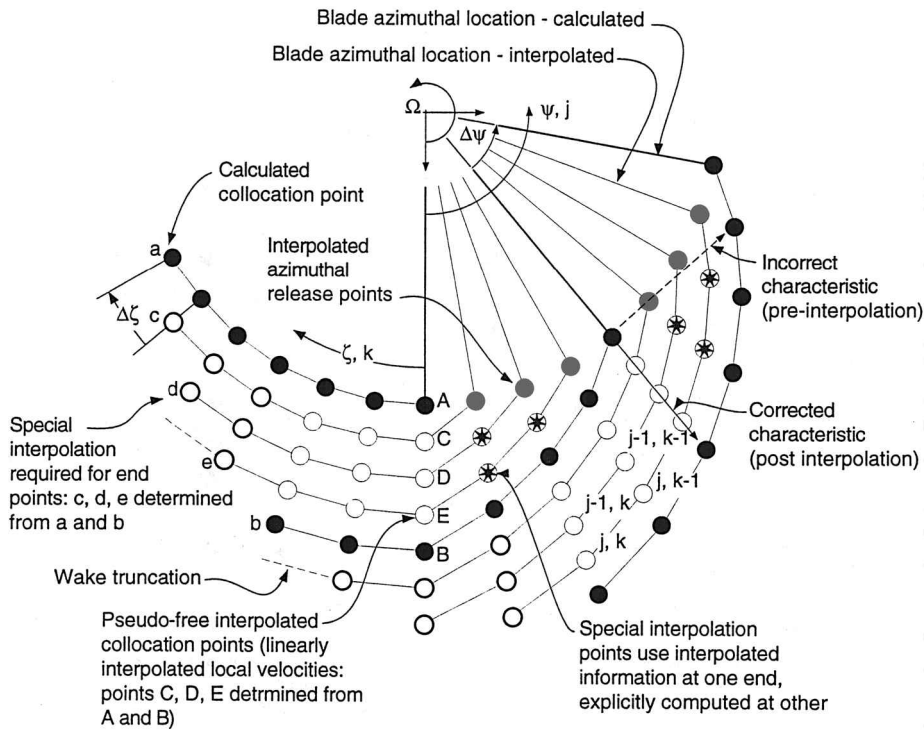 Blade azimuthal location - calculated
Blade azimuthal location - interpolated
Ω
ψ, j
Δψ
Calculated
collocation point
a
Interpolated
azimuthal
release points
Incorrect
characteristic
(pre-interpolation)
Δζ
c
ζ, k
A
d
C
Special
interpolation
required for end
points: c, d, e determined
from a and b
Corrected
characteristic
(post interpolation)
j-1, k-1
e
D
j, k-1
E
j-1, k
b
B
j, k
Wake truncation
Pseudo-free interpolated
collocation points (linearly
interpolated local velocities:
points C, D, E detrmined from
A and B)
Special interpolation
points use interpolated
information at one end,
explicitly computed at other